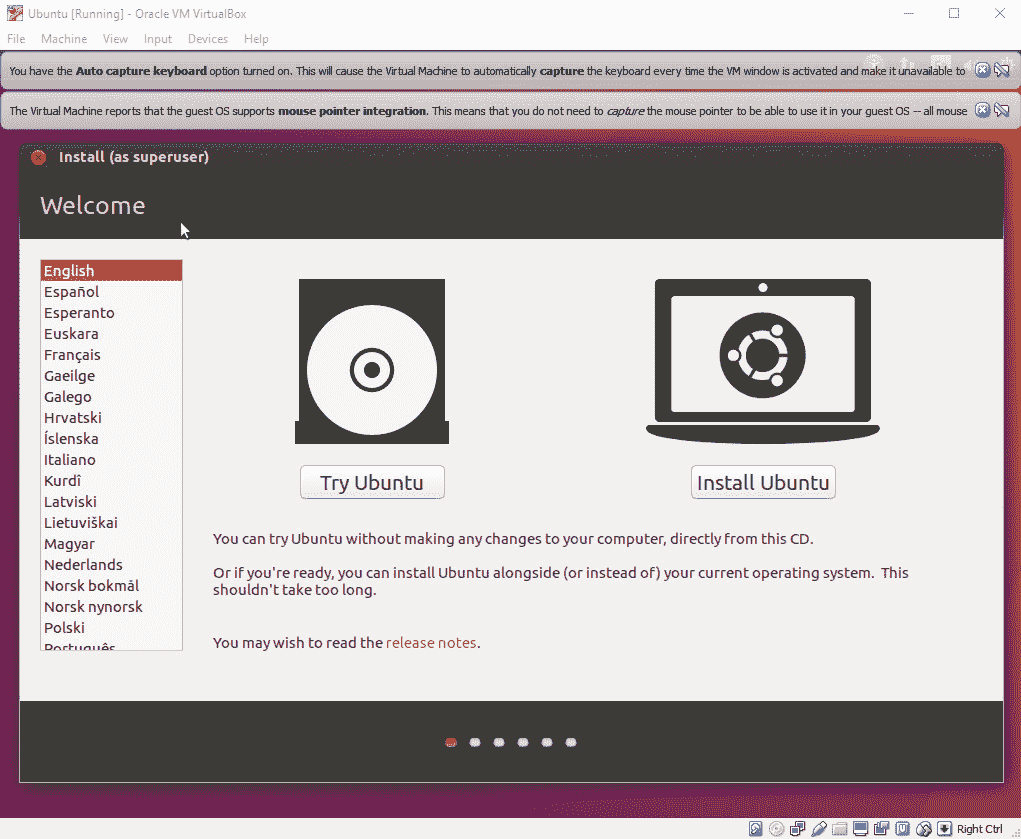 Ubuntu [Running] - Oracle VM VirtualBox
File Machine View Input Devices Help
You have the Auto capture keyboard option turned on. This will cause the Virtual Machine to automatically capture the keyboard every time the VM window is activated and make it unavailable to
The Virtual Machine reports that the guest OS supports mouse pointer integration. This means that you do not need to capture the mouse pointer to be able to use it in your guest OS -- all mouse
Install (as superuser)
Welcome
English
Español
Esperanto
Euskara
Français
Gaeilge
Galego
Hrvatski
Íslenska
Italiano
Kurdî
Latviski
Lietuviškai
Magyar
Nederlands
Norsk bokmål
Norsk nynorsk
Polski
Português
Try Ubuntu
Install Ubuntu
You can try Ubuntu without making any changes to your computer, directly from this CD.
Or if you're ready, you can install Ubuntu alongside (or instead of) your current operating system. This
shouldn't take too long.
You may wish to read the release notes.
Right Ctrl